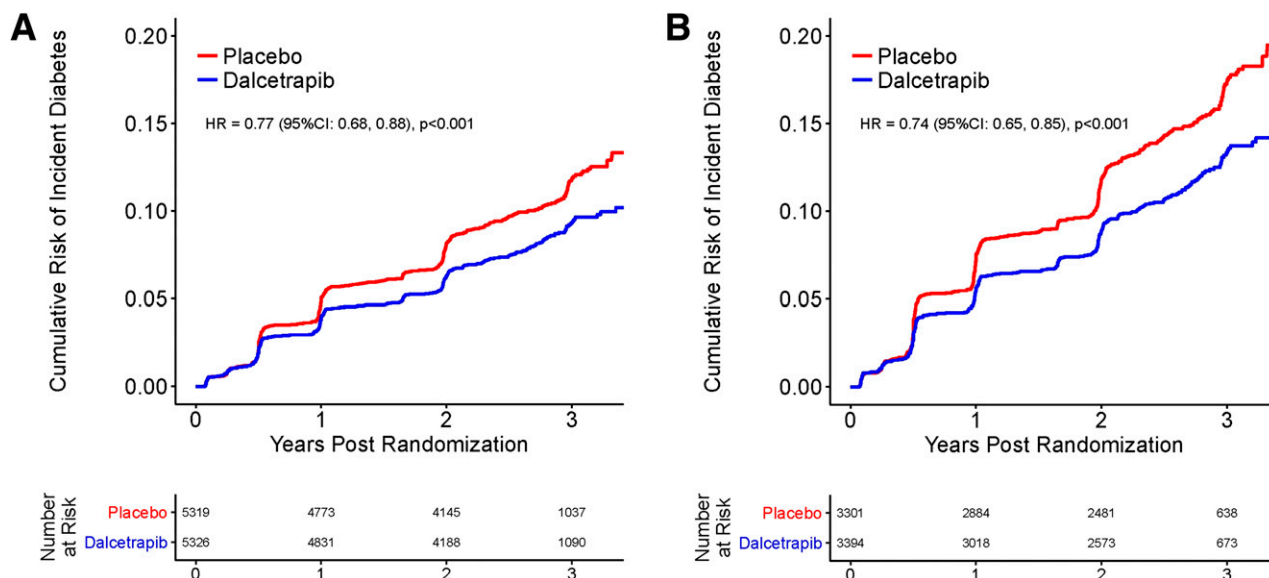 A
Cumulative Risk of Incident Diabetes
0.20
0.15
0.10
0.05
0.00
Placebo
Dalcetrapib
HR = 0.77 (95%CI: 0.68, 0.88), p<0.001
0 1 2 3
Years Post Randomization
Number at Risk
Placebo 5319 4773 4145 1037
Dalcetrapib 5326 4831 4188 1090
0 1 2 3
B
Cumulative Risk of Incident Diabetes
0.20
0.15
0.10
0.05
0.00
Placebo
Dalcetrapib
HR = 0.74 (95%CI: 0.65, 0.85), p<0.001
0 1 2 3
Years Post Randomization
Number at Risk
Placebo 3301 2884 2481 638
Dalcetrapib 3394 3018 2573 673
0 1 2 3